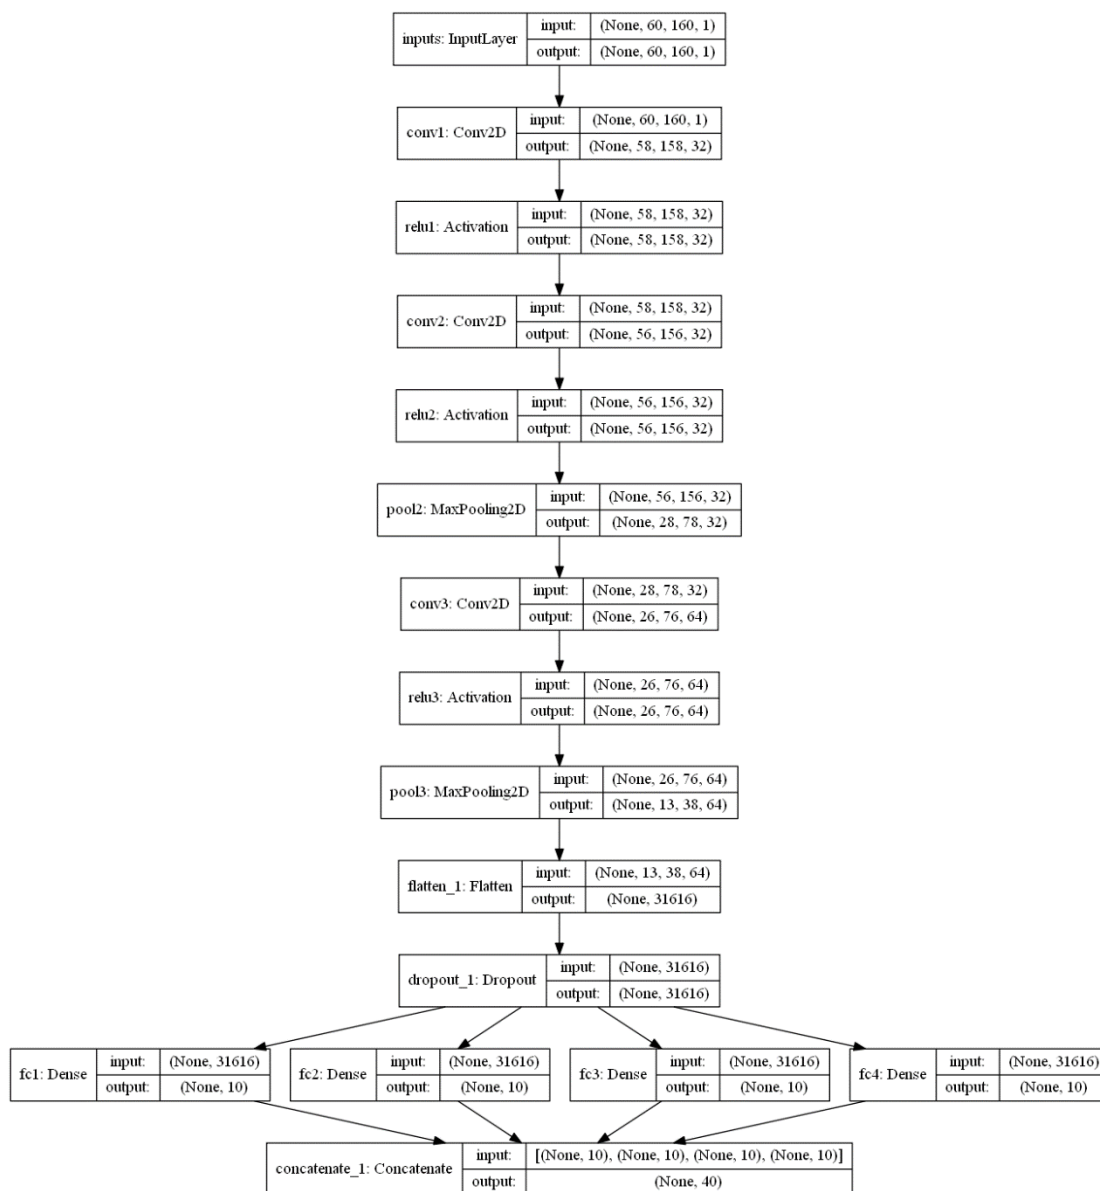 inputs: InputLayer
input:
(None, 60, 160, 1)
output:
(None, 60, 160, 1)
conv1: Conv2D
input:
(None, 60, 160, 1)
output:
(None, 58, 158, 32)
relu1: Activation
input:
(None, 58, 158, 32)
output:
(None, 58, 158, 32)
conv2: Conv2D
input:
(None, 58, 158, 32)
output:
(None, 56, 156, 32)
relu2: Activation
input:
(None, 56, 156, 32)
output:
(None, 56, 156, 32)
pool2: MaxPooling2D
input:
(None, 56, 156, 32)
output:
(None, 28, 78, 32)
conv3: Conv2D
input:
(None, 28, 78, 32)
output:
(None, 26, 76, 64)
relu3: Activation
input:
(None, 26, 76, 64)
output:
(None, 26, 76, 64)
pool3: MaxPooling2D
input:
(None, 26, 76, 64)
output:
(None, 13, 38, 64)
flatten_1: Flatten
input:
(None, 13, 38, 64)
output:
(None, 31616)
dropout_1: Dropout
input:
(None, 31616)
output:
(None, 31616)
fc1: Dense
input:
(None, 31616)
output:
(None, 10)
fc2: Dense
input:
(None, 31616)
output:
(None, 10)
fc3: Dense
input:
(None, 31616)
output:
(None, 10)
fc4: Dense
input:
(None, 31616)
output:
(None, 10)
concatenate_1: Concatenate
input:
[(None, 10), (None, 10), (None, 10), (None, 10)]
output:
(None, 40)